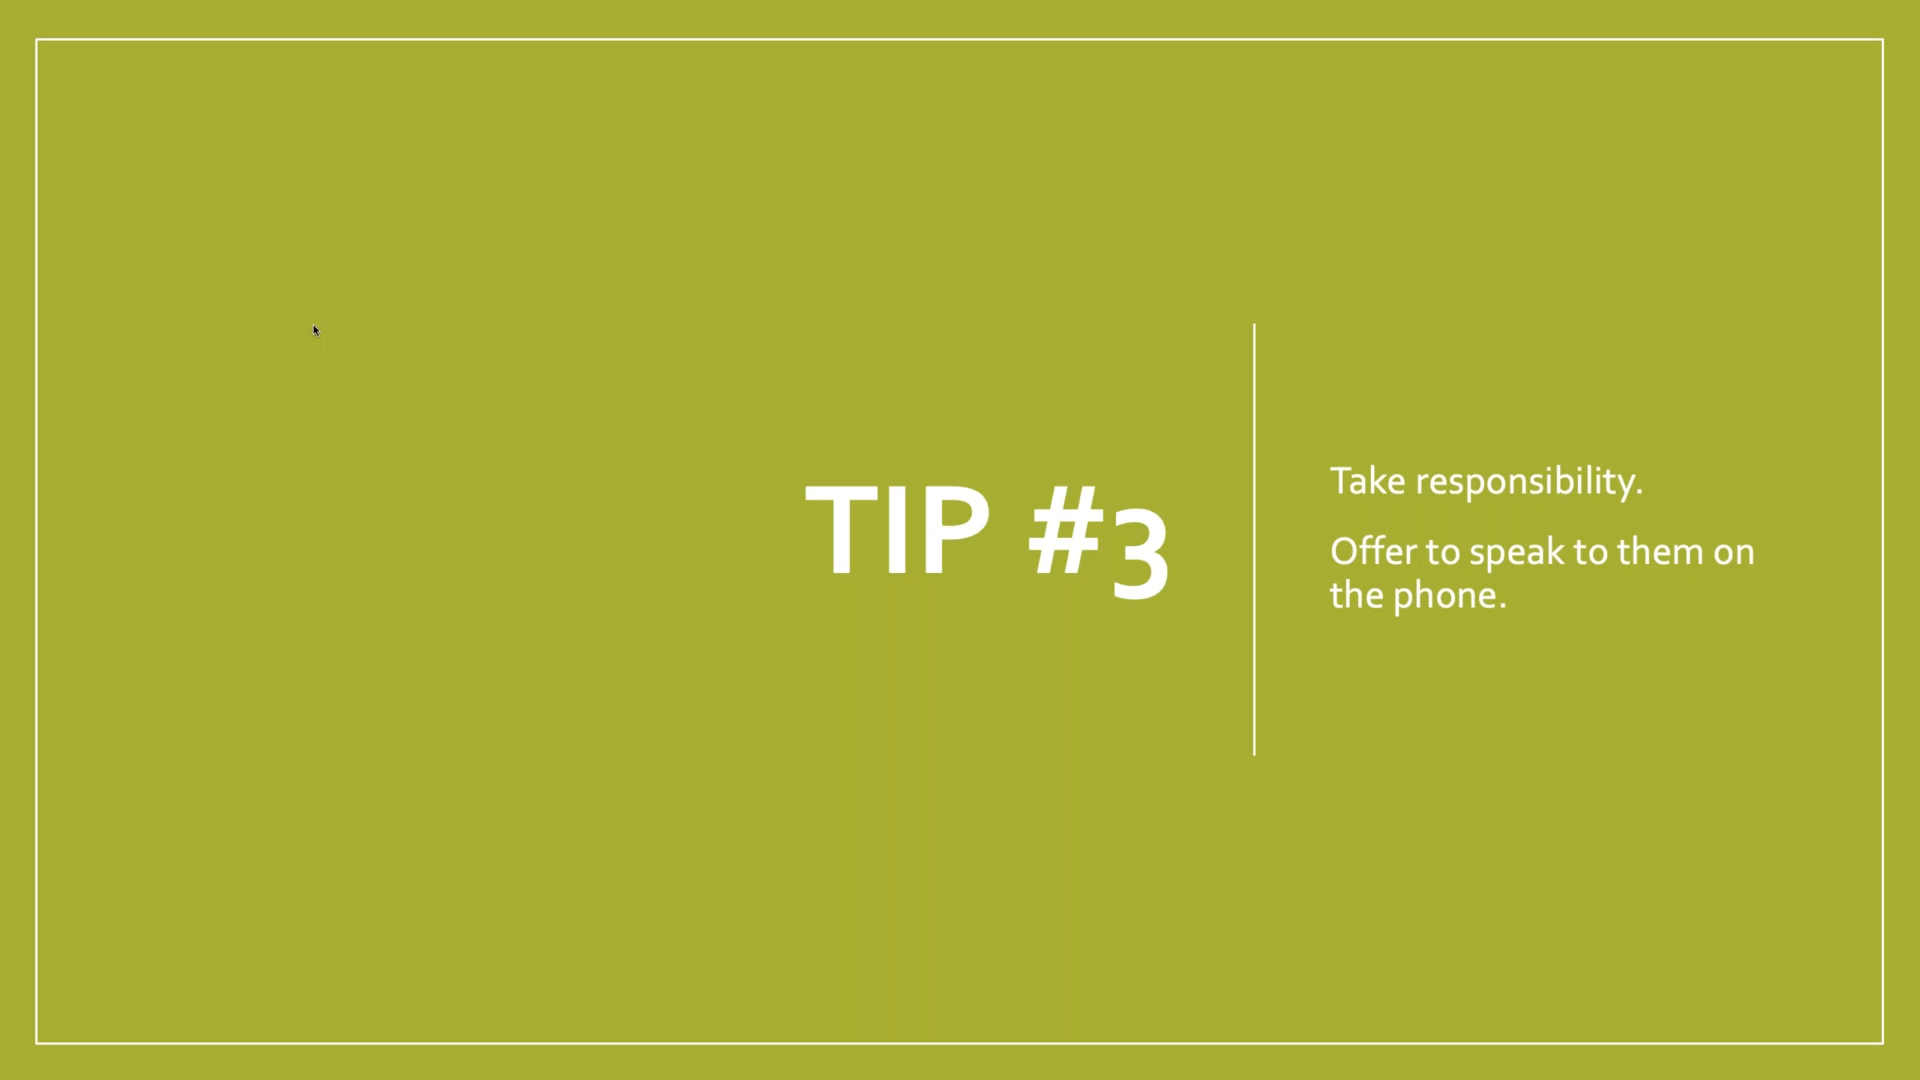 TIP #3
Take responsibility.
Offer to speak to them on
the phone.